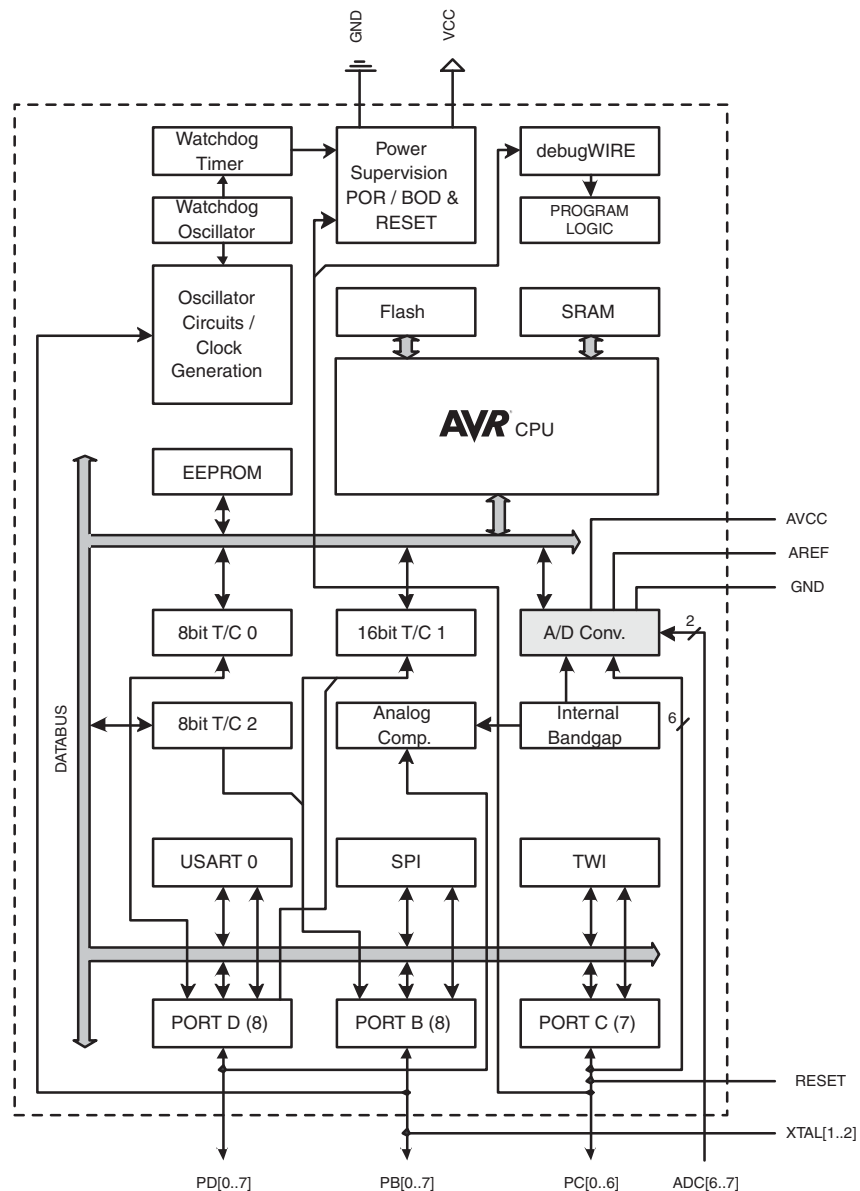 GND
VCC
Watchdog
Timer
Power
Supervision
POR / BOD &
RESET
debugWIRE
Watchdog
Oscillator
PROGRAM
LOGIC
Oscillator
Circuits /
Clock
Generation
Flash
SRAM
AVR CPU
EEPROM
AVCC
AREF
GND
8bit T/C 0
16bit T/C 1
A/D Conv.
2
DATABUS
8bit T/C 2
Analog
Comp.
Internal
Bandgap
6
USART 0
SPI
TWI
PORT D (8)
PORT B (8)
PORT C (7)
RESET
XTAL[1..2]
PD[0..7]
PB[0..7]
PC[0..6]
ADC[6..7]